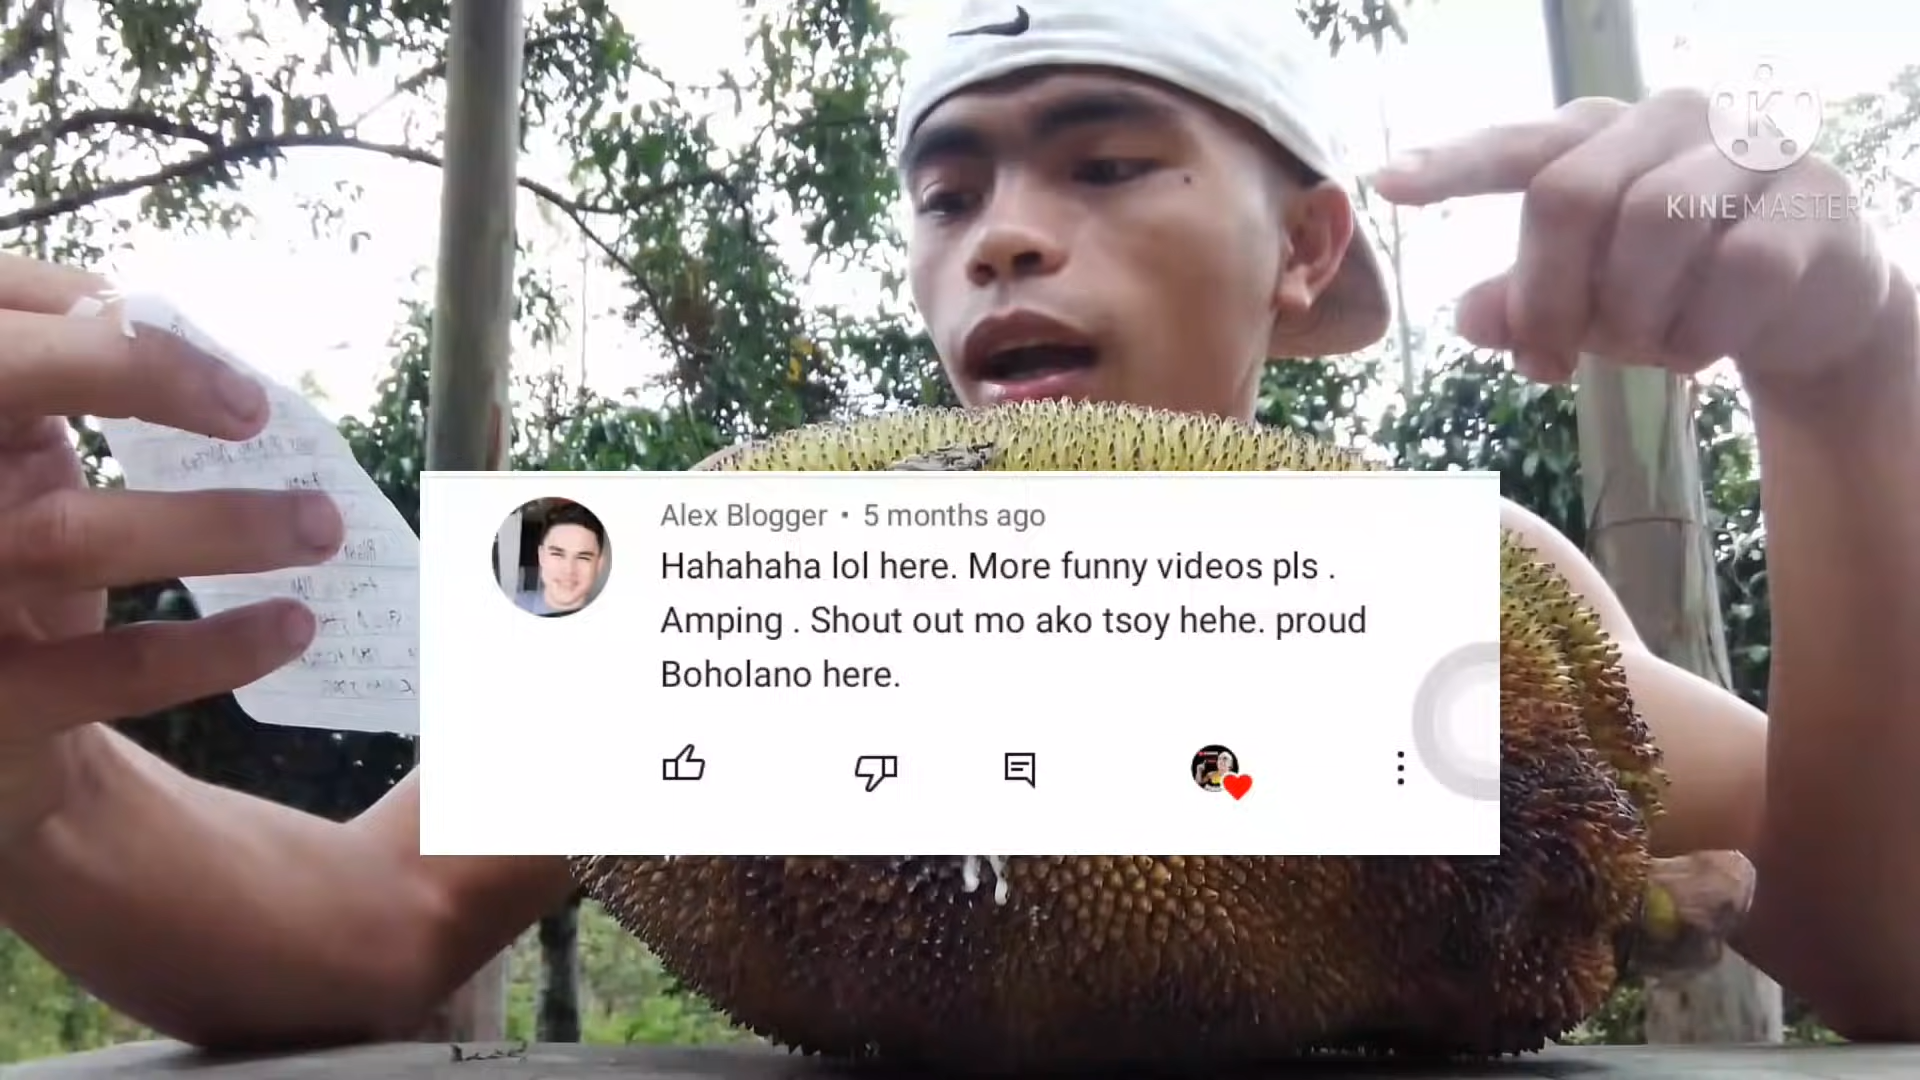 KINEMASTER
Alex Blogger • 5 months ago
Hahahaha lol here. More funny videos pls .
Amping . Shout out mo ako tsoy hehe. proud
Boholano here.